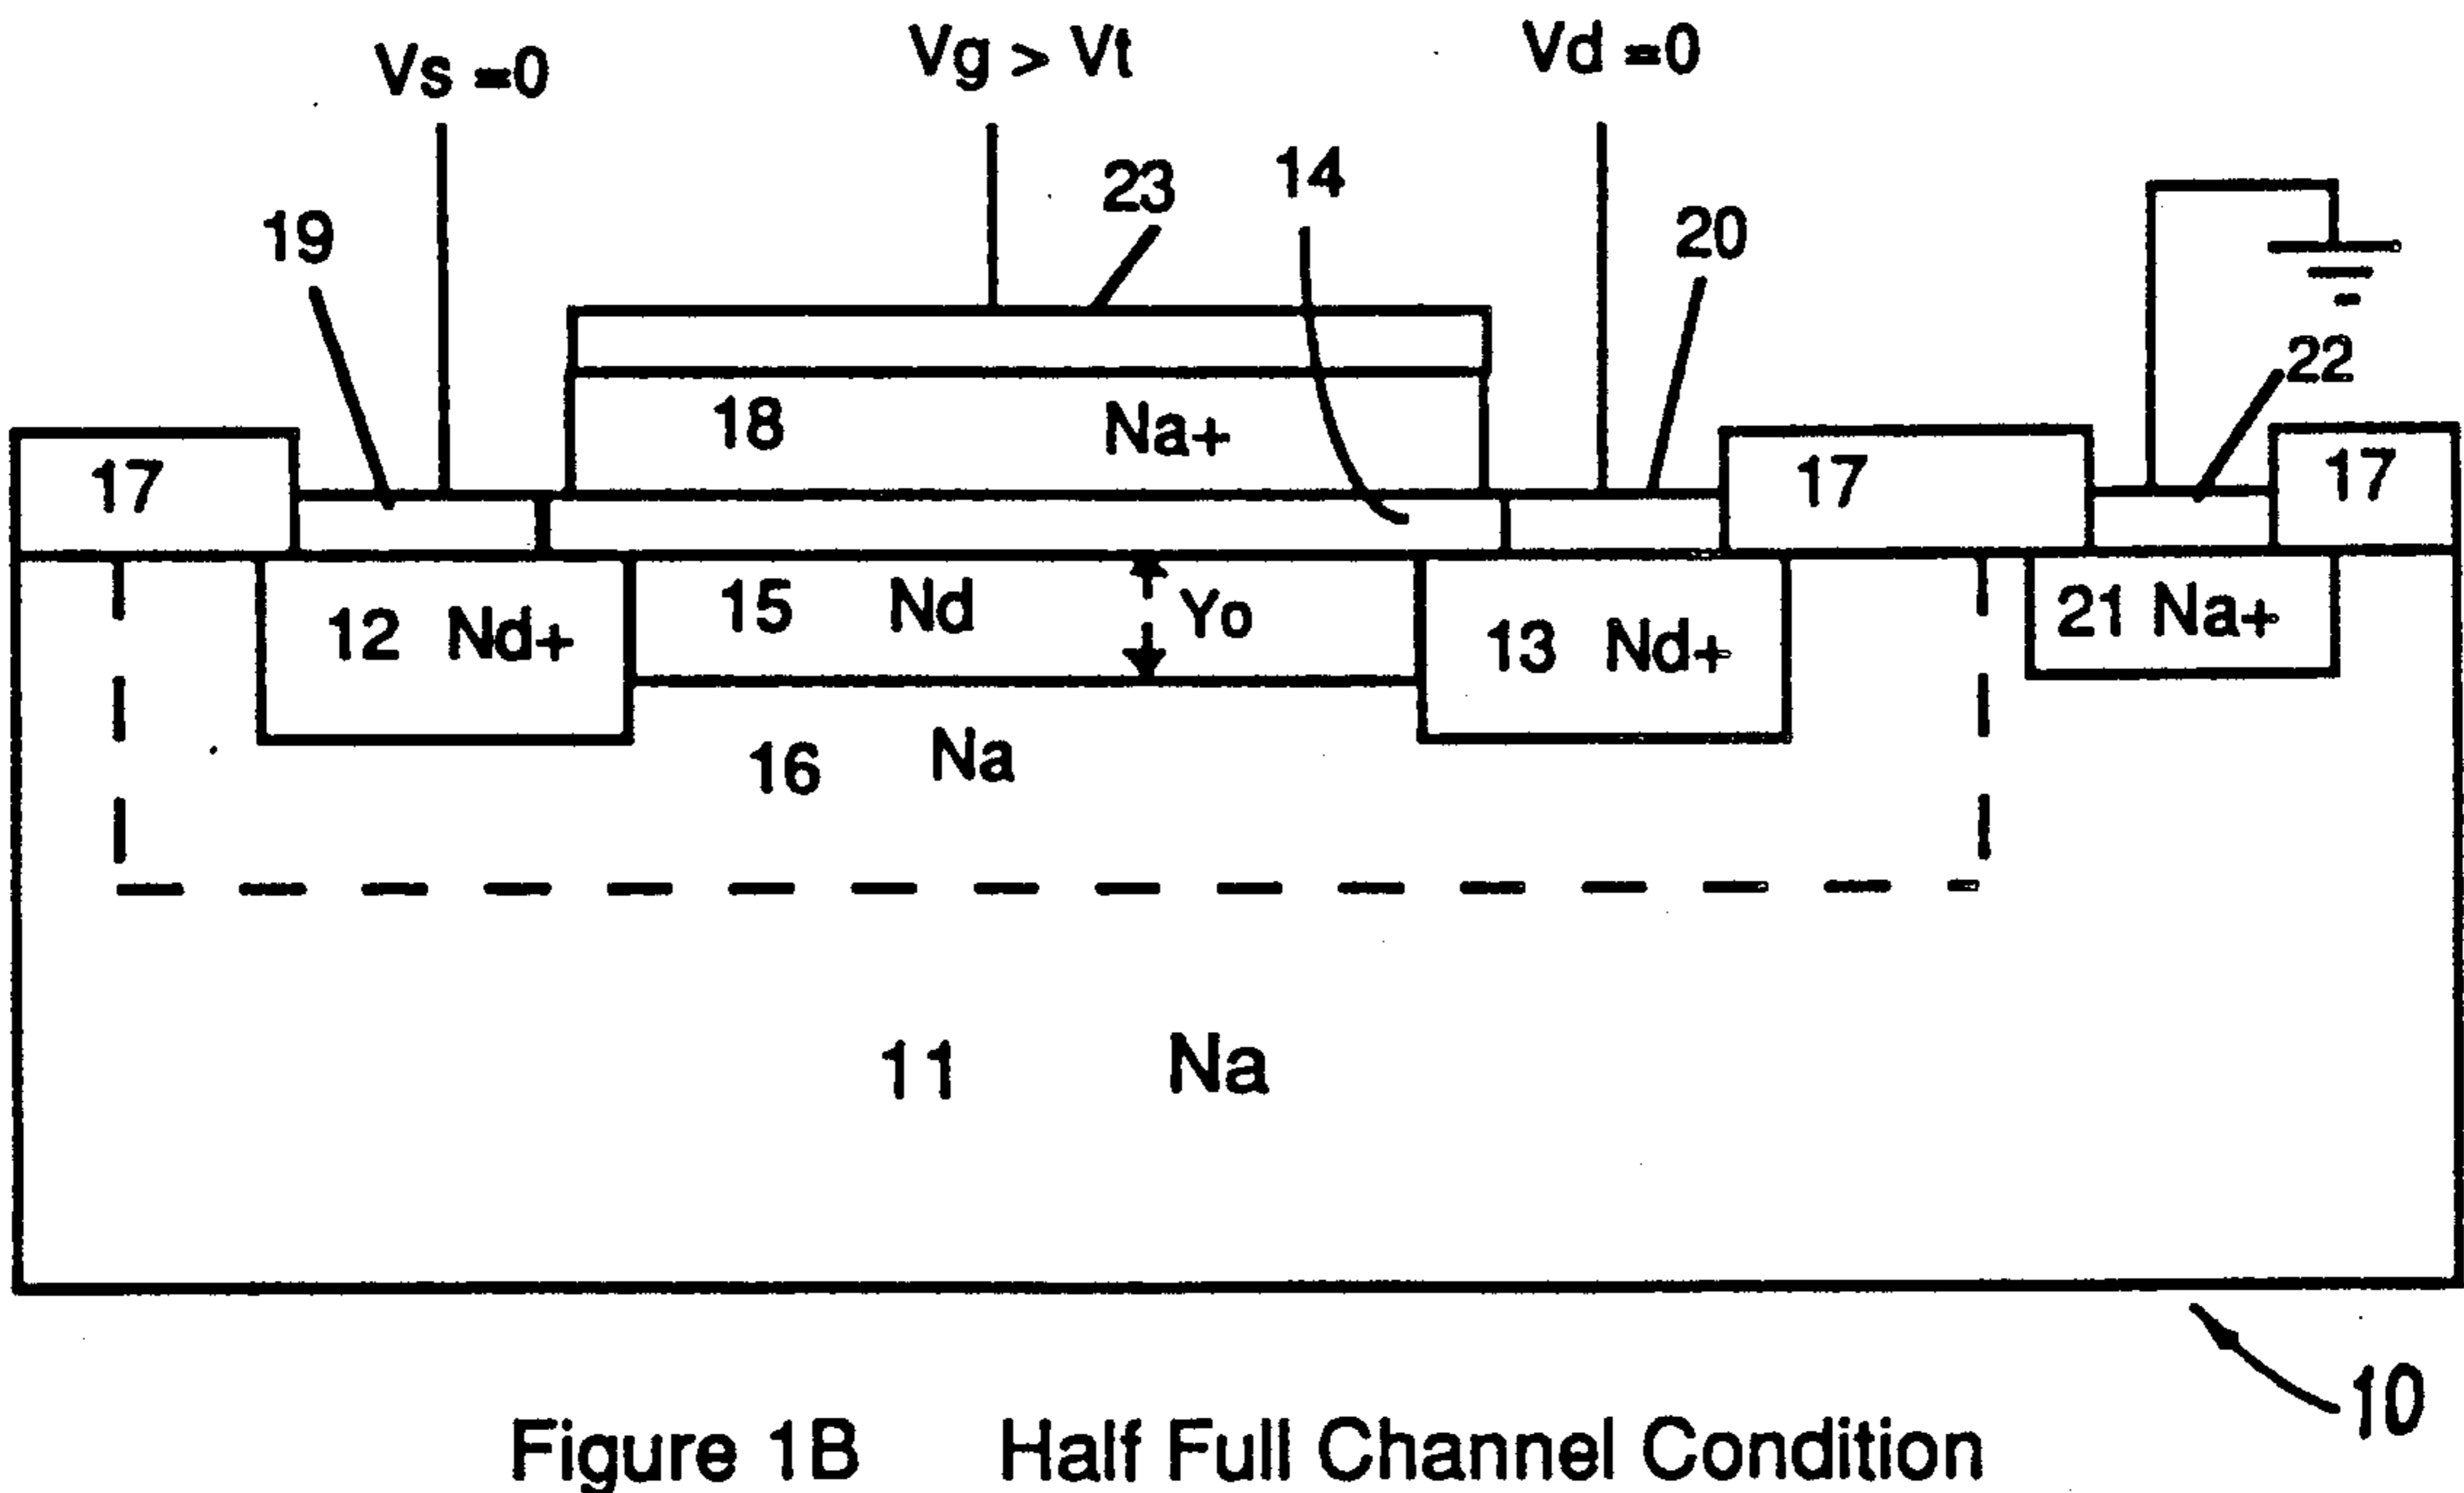 Vs =0
Vg > Vt
Vd =0
23
14
19
20
22
18 Na+
17
17
17
15 Nd Yo
12 Nd+
13 Nd+
21 Na+
16 Na
11 Na
10
Figure 1B Half Full Channel Condition